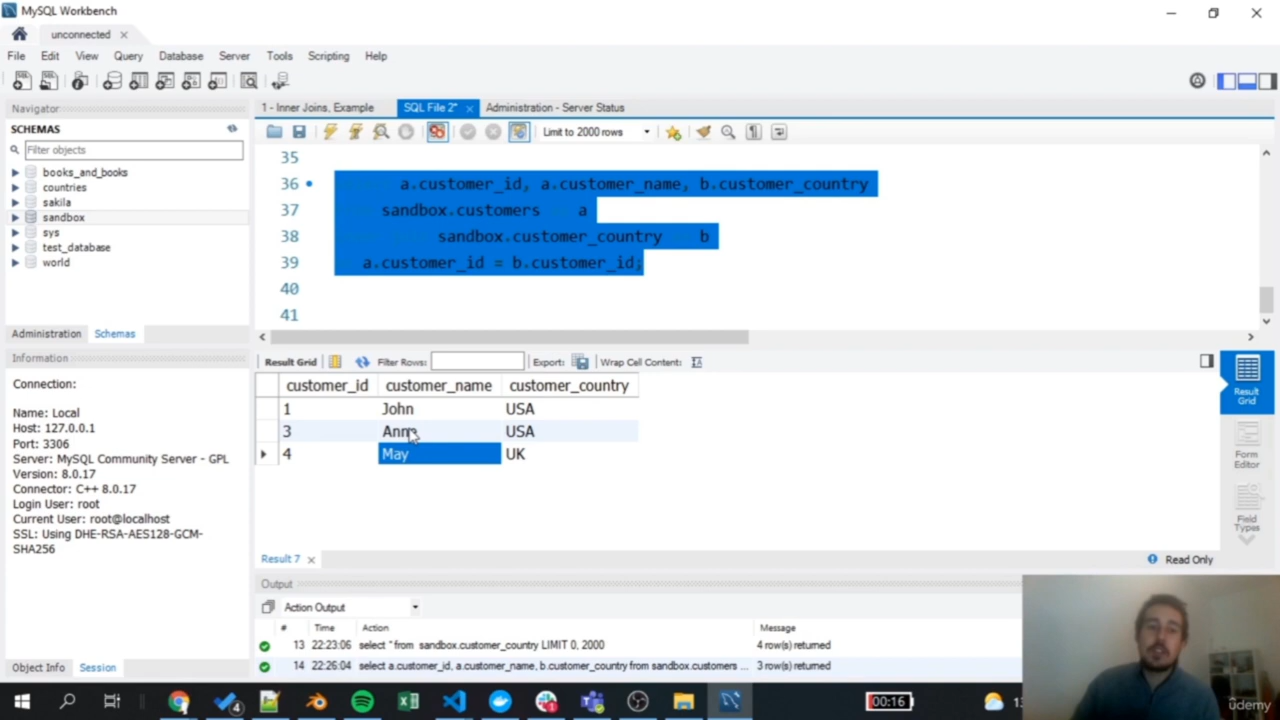 MySQL Workbench
unconnected
File Edit View Query Database Server Tools Scripting Help
Navigator
SCHEMAS
Filter objects
books_and_books
countries
sakila
sandbox
sys
test_database
world
Administration Schemas
Information
Connection:
Name: Local
Host: 127.0.0.1
Port: 3306
Server: MySQL Community Server - GPL
Version: 8.0.17
Connector: C++ 8.0.17
Login User: root
Current User: root@localhost
SSL: Using DHE-RSA-AES128-GCM-
SHA256
Object Info Session
1 - Inner Joins, Example SQL File 2* Administration - Server Status
Limit to 2000 rows
35
36 a.customer_id, a.customer_name, b.customer_country
37 sandbox.customers a
38 sandbox.customer_country b
39 a.customer_id = b.customer_id;
40
41
Result Grid Filter Rows: Export: Wrap Cell Content:
customer_id customer_name customer_country
1 John USA
3 Anna USA
4 May UK
Result
Grid
Form
Editor
Field
Types
Result 7 Read Only
Output
Action Output
# Time Action Message
13 22:23:06 select * from sandbox.customer_country LIMIT 0, 2000 4 row(s) returned
14 22:26:04 select a.customer_id, a.customer_name, b.customer_country from sandbox.customers ... 3 row(s) returned
4
00:16
ûdemy